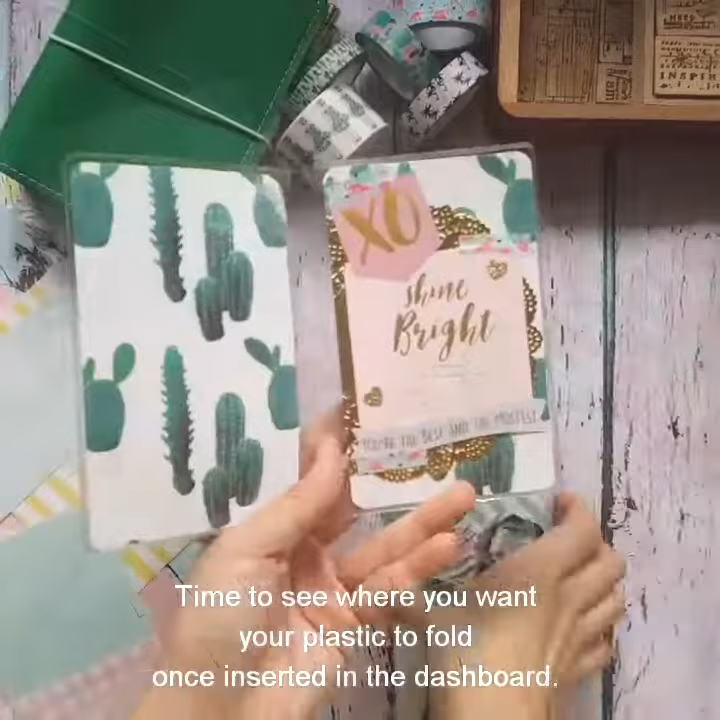 INSPIRE
XO
shine
Bright
YOU'RE THE BEST AND THE MOSTEST
Time to see where you want
your plastic to fold
once inserted in the dashboard.